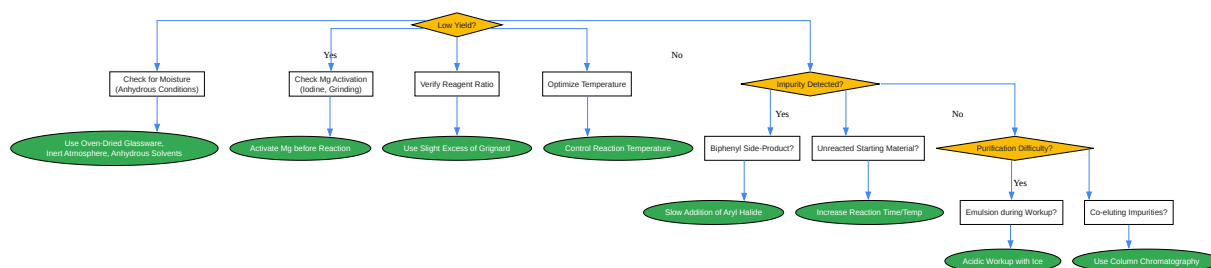 Low Yield?
Yes
No
Check for Moisture
(Anhydrous Conditions)
Check Mg Activation
(Iodine, Grinding)
Verify Reagent Ratio
Optimize Temperature
Impurity Detected?
Yes
No
Use Oven-Dried Glassware,
Inert Atmosphere, Anhydrous Solvents
Activate Mg before Reaction
Use Slight Excess of Grignard
Control Reaction Temperature
Biphenyl Side-Product?
Unreacted Starting Material?
Purification Difficulty?
Yes
Slow Addition of Aryl Halide
Increase Reaction Time/Temp
Emulsion during Workup?
Co-eluting Impurities?
Acidic Workup with Ice
Use Column Chromatography